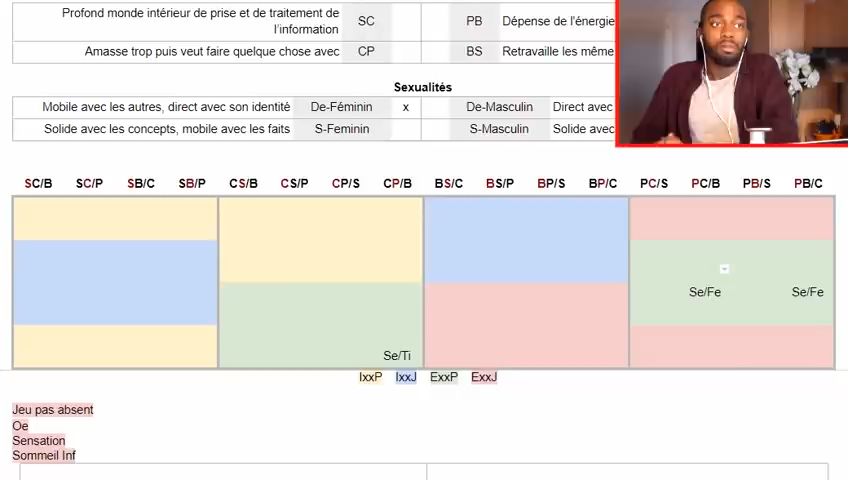 Profond monde intérieur de prise et de traitement de
l'information SC PB Dépense de l'énergie
Amasse trop puis veut faire quelque chose avec CP BS Retravaille les même
Sexualités
Mobile avec les autres, direct avec son identité De-Féminin x De-Masculin Direct avec
Solide avec les concepts, mobile avec les faits S-Feminin S-Masculin Solide avec
SC/B SC/P SB/C SB/P CS/B CS/P CP/S CP/B BS/C BS/P BP/S BP/C PC/S PC/B PB/S PB/C
Se/Fe Se/Fe
Se/Ti
IxxP IxxJ ExxP ExxJ
Jeu pas absent
Oe
Sensation
Sommeil Inf